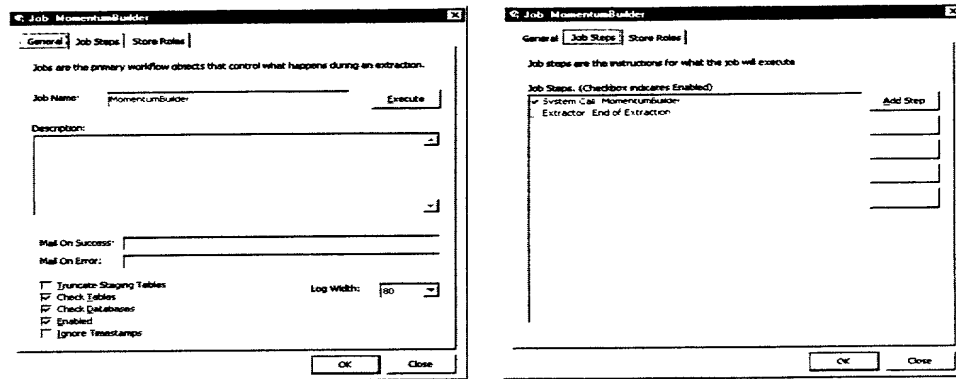 Job MomentumBuilder
General Job Steps Store Roles
Jobs are the primary workflow objects that control what happens during an extraction.
Job Name: MomentumBuilder Execute
Description:
Mail On Success:
Mail On Error:
Truncate Staging Tables
Check Tables
Check Databases
Enabled
Ignore Timestamps
Log Width: 80
OK Close
Job MomentumBuilder
General Job Steps Store Roles
Job steps are the instructions for what the job will execute
Job Steps. (Checkbox indicates Enabled)
System Call MomentumBuilder
Extractor End of Extraction
Add Step
OK Close